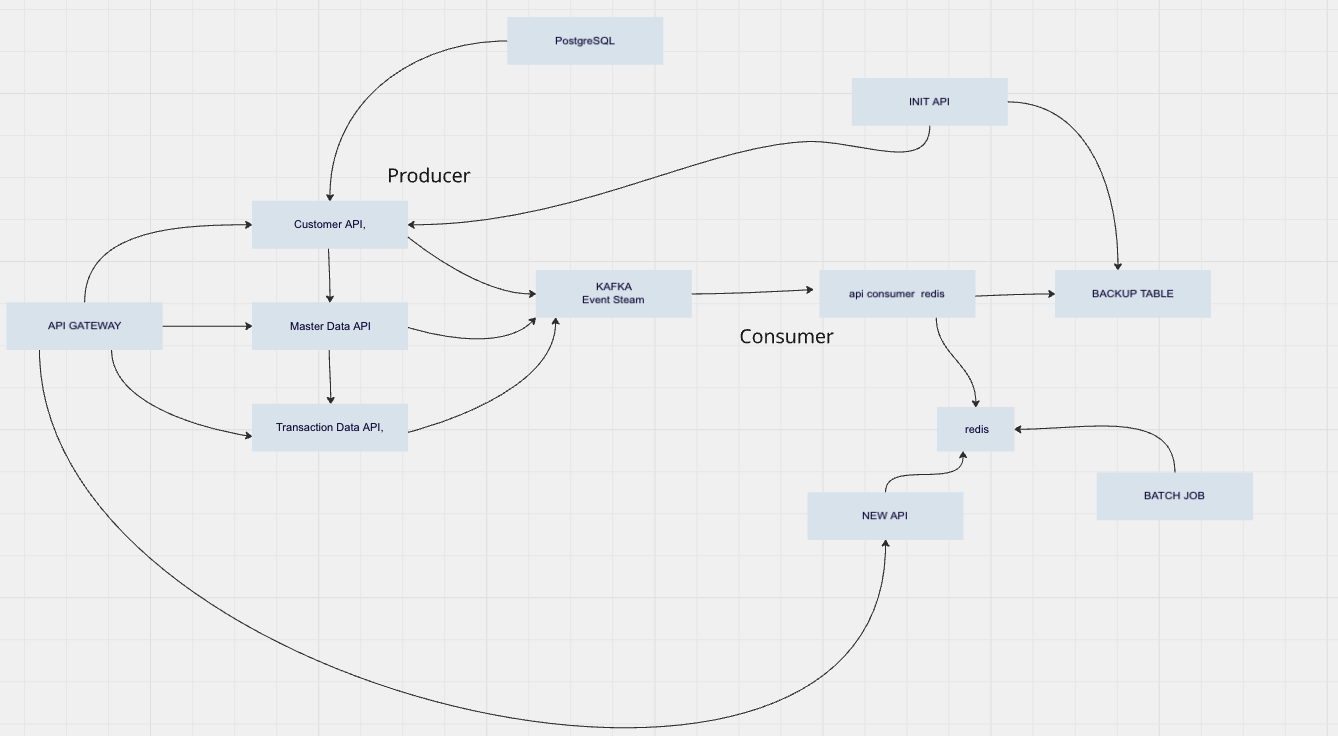 PostgreSQL
INIT API
Producer
Customer API,
KAFKA
Event Steam
api consumer redis
BACKUP TABLE
API GATEWAY
Master Data API
Consumer
Transaction Data API,
redis
BATCH JOB
NEW API